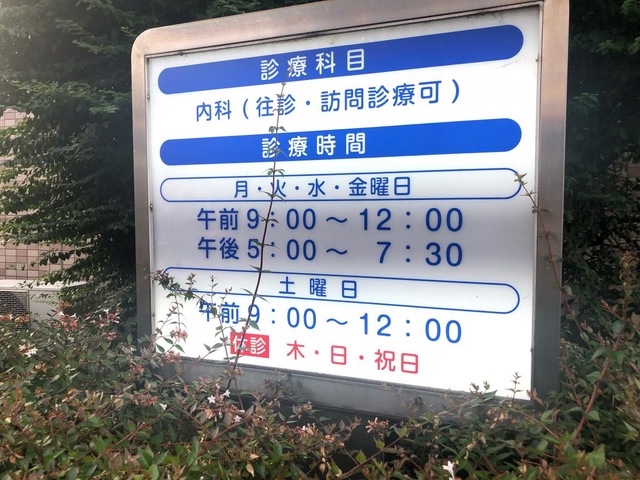 診療科目
内科(往診・訪問診療可)
診療時間
月・火・水・金曜日
午前9:00〜12:00
午後5:00〜 7:30
土曜日
午前9:00〜12:00
休診 木・日・祝日